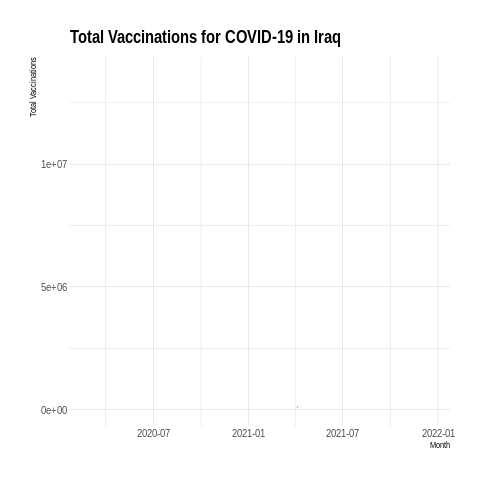 Total Vaccinations for COVID-19 in Iraq
Total Vaccinations
1e+07
5e+06
0e+00
2020-07 2021-01 2021-07 2022-01
Month